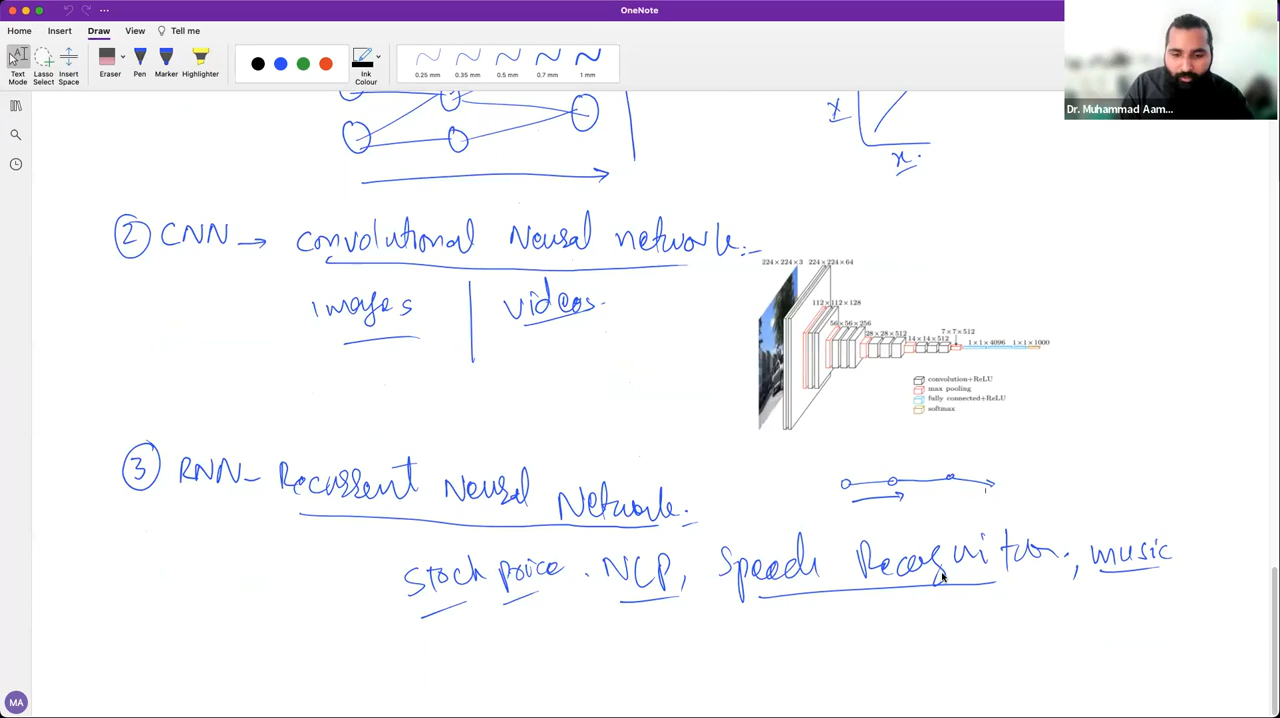 OneNote
Home Insert Draw View Tell me
Text Mode
Lasso Select
Insert Space
Eraser
Pen
Marker
Highlighter
Ink Colour
0.25 mm
0.35 mm
0.5 mm
0.7 mm
1 mm
Dr. Muhammad Aam...
x
x.
② CNN → Convolutional Neural network:-
images | videos.
224×224×3 224×224×64
112×112×128
56×56×256
28×28×512
14×14×512
7×7×512
1×1×4096 1×1×1000
convolution+ReLU
max pooling
fully connected+ReLU
softmax
③ RNN- Recurrent Neural Network.
Stock price. NLP, Speech Recognition, music
MA